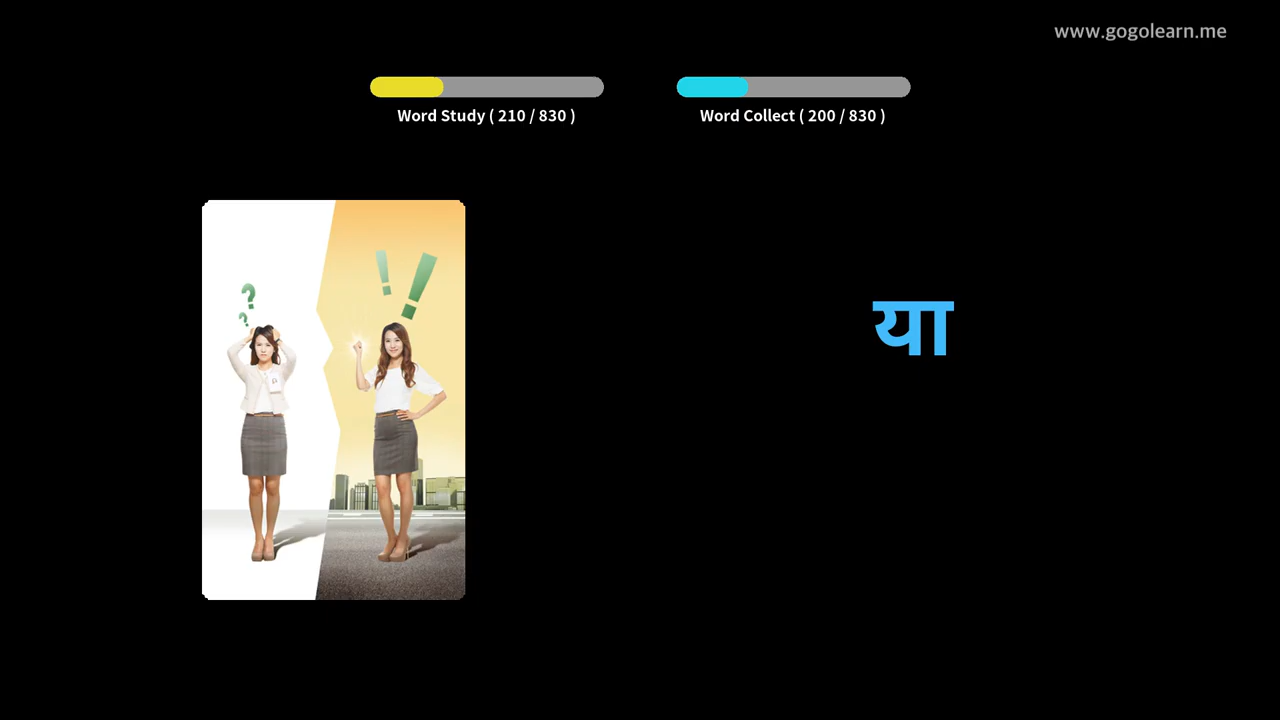 www.gogolearn.me
Word Study ( 210 / 830 )
Word Collect ( 200 / 830 )
? ? ! !
या